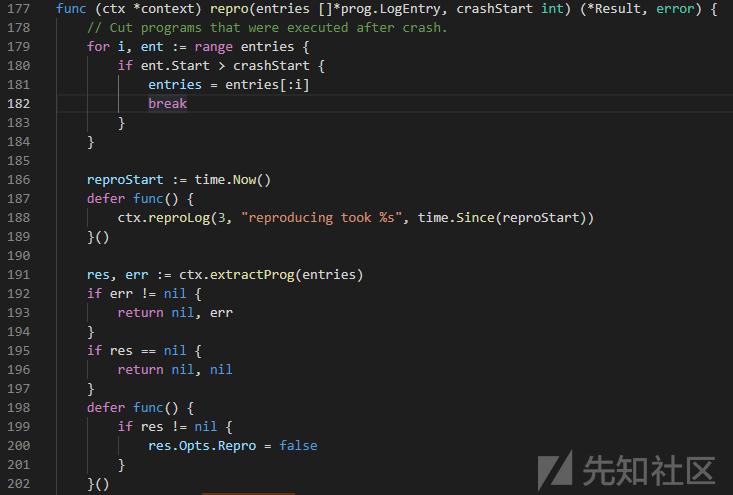 177 func (ctx *context) repro(entries []*prog.LogEntry, crashStart int) (*Result, error) {
178     // Cut programs that were executed after crash.
179     for i, ent := range entries {
180         if ent.Start > crashStart {
181             entries = entries[:i]
182             break
183         }
184     }
185
186     reproStart := time.Now()
187     defer func() {
188         ctx.reproLog(3, "reproducing took %s", time.Since(reproStart))
189     }()
190
191     res, err := ctx.extractProg(entries)
192     if err != nil {
193         return nil, err
194     }
195     if res == nil {
196         return nil, nil
197     }
198     defer func() {
199         if res != nil {
200             res.Opts.Repro = false
201         }
202     }()
先知社区